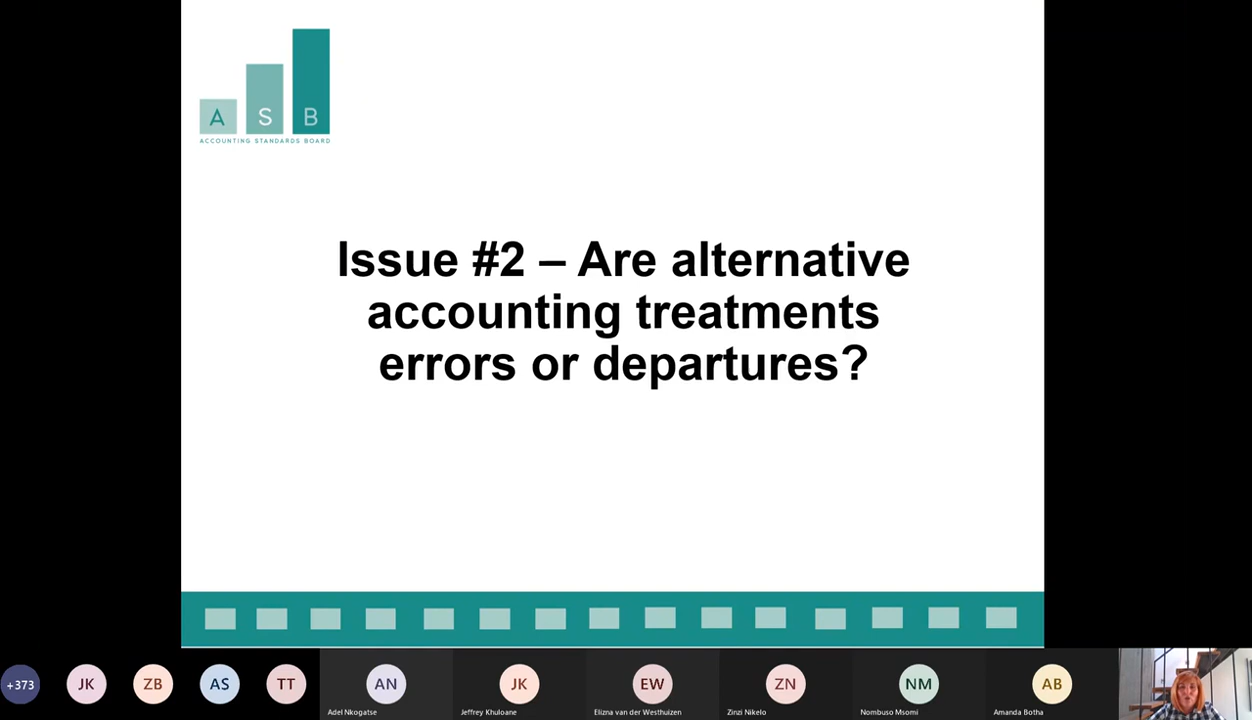 A S B
ACCOUNTING STANDARDS BOARD
Issue #2 – Are alternative
accounting treatments
errors or departures?
+373
JK
ZB
AS
TT
AN
Adel Nkogatse
JK
Jeffrey Khuloane
EW
Elizna van der Westhuizen
ZN
Zinzi Nikelo
NM
Nombuso Msomi
AB
Amanda Botha